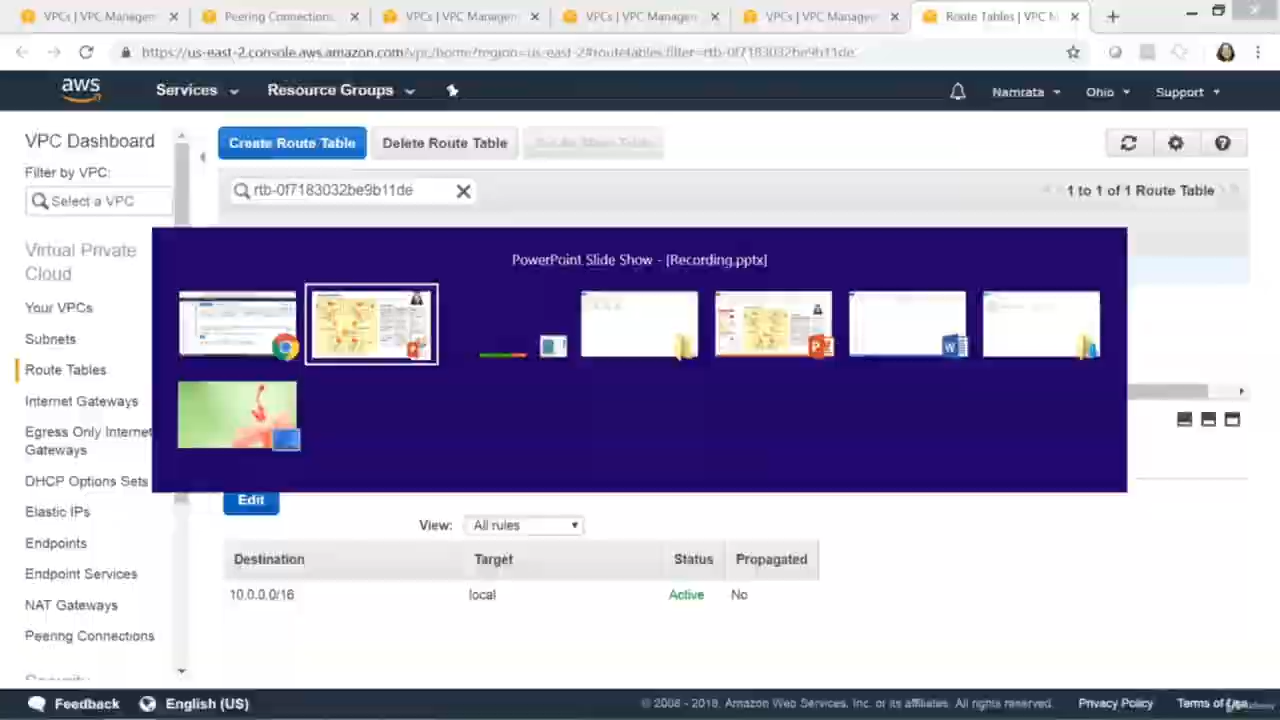 VPCs | VPC Managem
Peering Connections
VPCs | VPC Managem
VPCs | VPC Managem
VPCs | VPC Managem
Route Tables | VPC M
https://us-east-2.console.aws.amazon.com/vpc/home?region=us-east-2#routetables:filter=rtb-0f7183032be9b11de
aws
Services
Resource Groups
Namrata
Ohio
Support
VPC Dashboard
Filter by VPC:
Select a VPC
Virtual Private
Cloud
Your VPCs
Subnets
Route Tables
Internet Gateways
Egress Only Internet
Gateways
DHCP Options Sets
Elastic IPs
Endpoints
Endpoint Services
NAT Gateways
Peering Connections
Security
Create Route Table
Delete Route Table
rtb-0f7183032be9b11de
1 to 1 of 1 Route Table
PowerPoint Slide Show - [Recording.pptx]
Edit
View:
All rules
Destination
Target
Status
Propagated
10.0.0.0/16
local
Active
No
Feedback
English (US)
© 2008 - 2018, Amazon Web Services, Inc. or its affiliates. All rights reserved.
Privacy Policy
Terms of Use